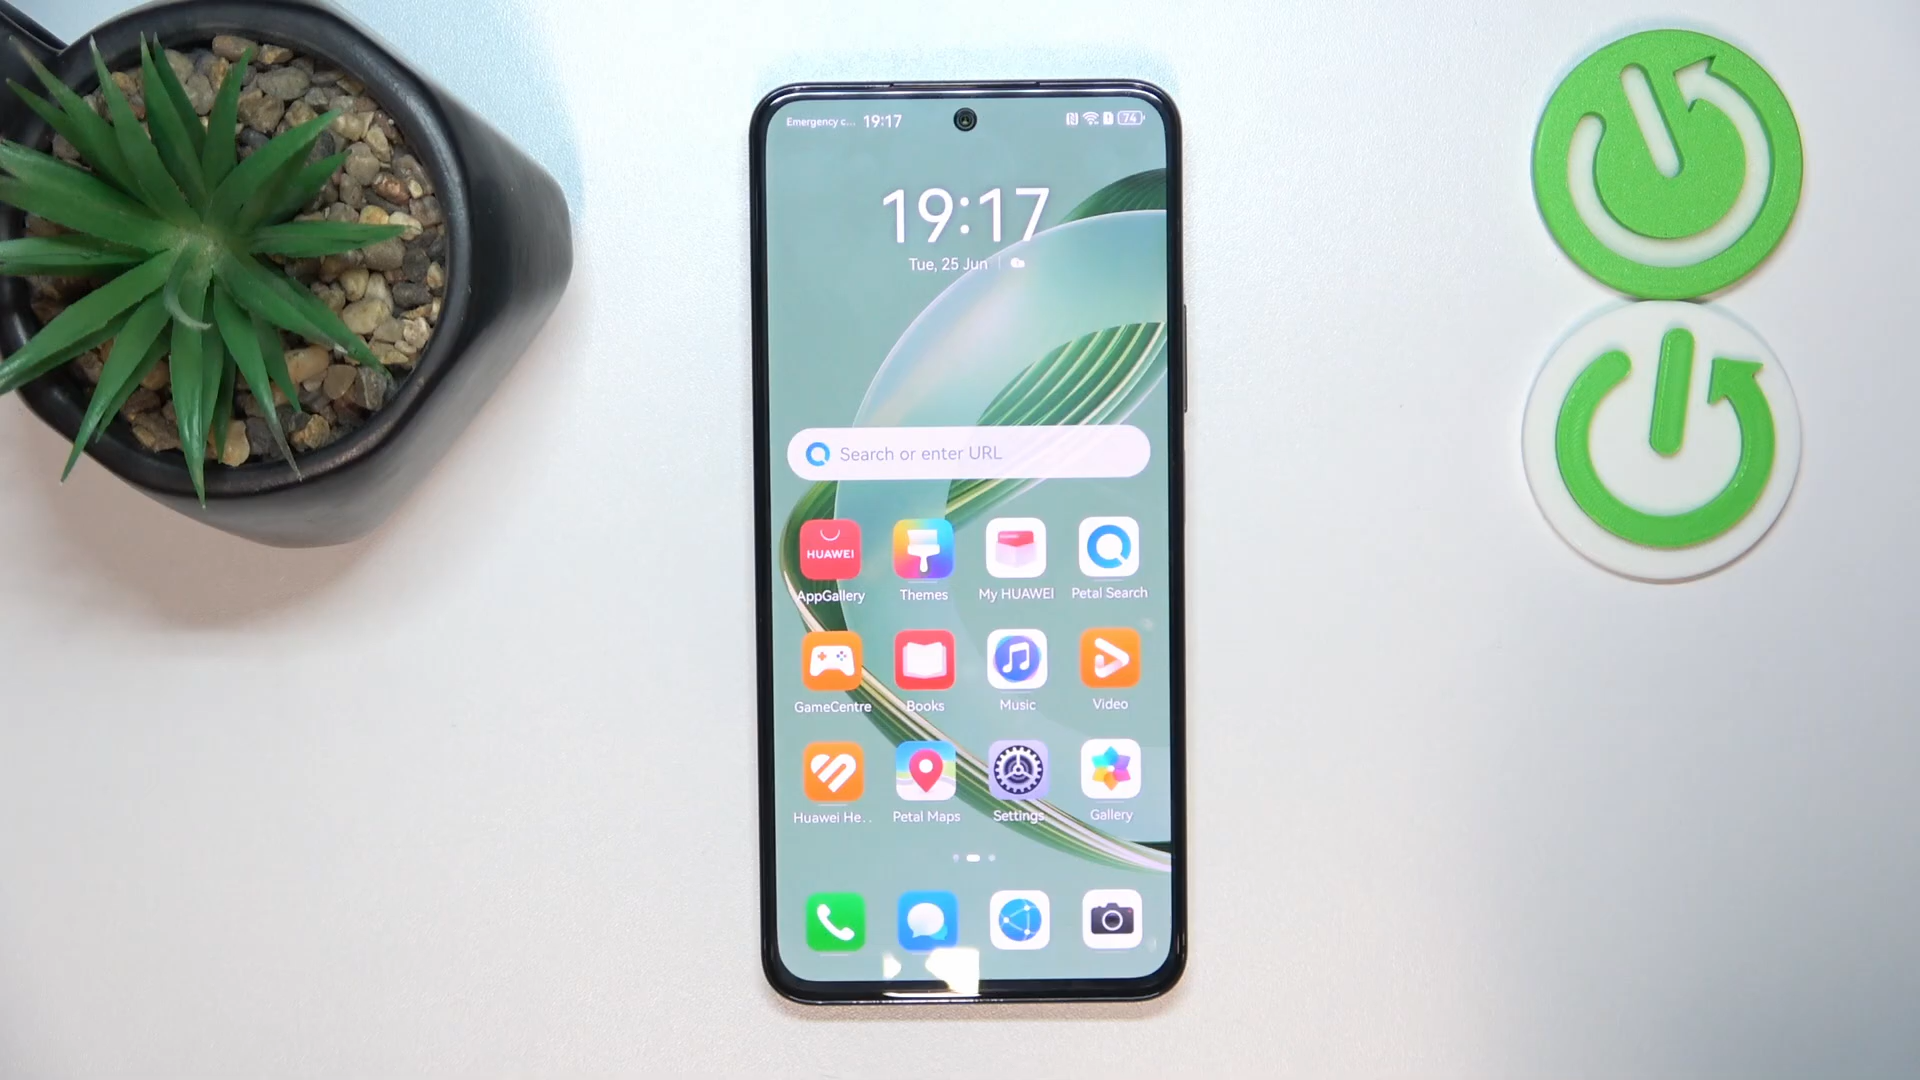 Emergency c... 19:17
74
19:17
Tue, 25 Jun
Search or enter URL
HUAWEI
AppGallery Themes My HUAWEI Petal Search
GameCentre Books Music Video
Huawei He... Petal Maps Settings Gallery